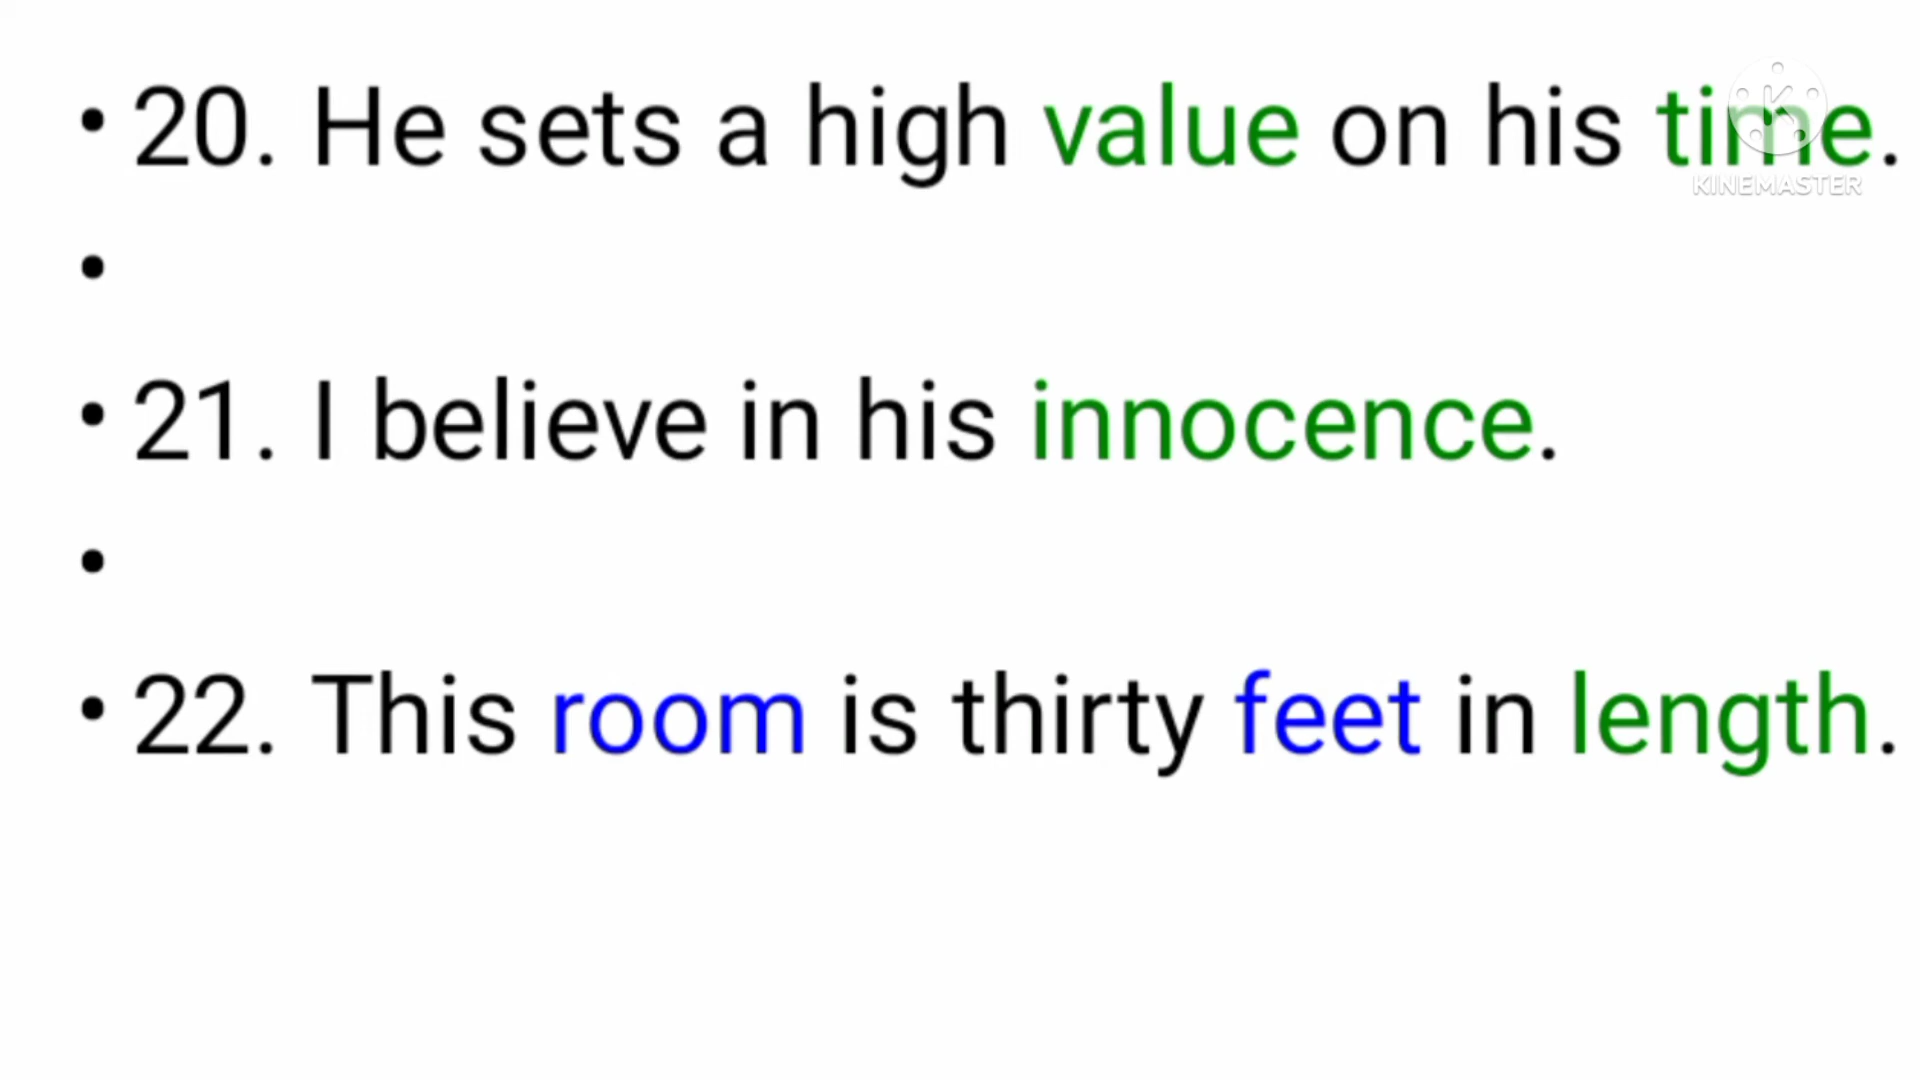 • 20. He sets a high value on his time.
KINEMASTER
•
• 21. I believe in his innocence.
•
• 22. This room is thirty feet in length.